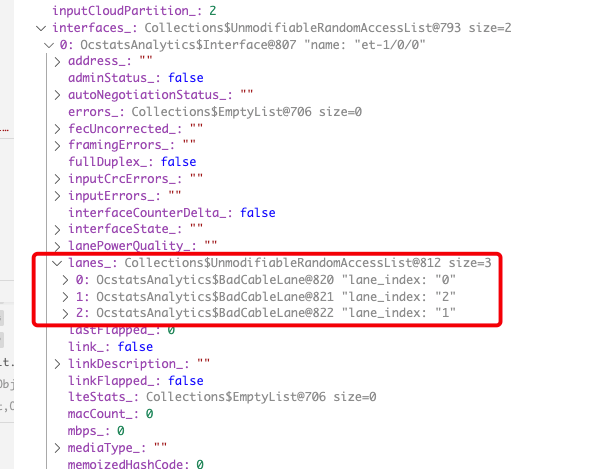 inputCloudPartition_: 2
interfaces_: Collections$UnmodifiableRandomAccessList@793 size=2
0: OcstatsAnalytics$Interface@807 "name: "et-1/0/0"
address_: ""
adminStatus_: false
autoNegotiationStatus_: ""
errors_: Collections$EmptyList@706 size=0
fecUncorrected_: ""
framingErrors_: ""
fullDuplex_: false
inputCrcErrors_: ""
inputErrors_: ""
interfaceCounterDelta_: false
interfaceState_: ""
lanePowerQuality_: ""
lanes_: Collections$UnmodifiableRandomAccessList@812 size=3
0: OcstatsAnalytics$BadCableLane@820 "lane_index: "0"
1: OcstatsAnalytics$BadCableLane@821 "lane_index: "2"
2: OcstatsAnalytics$BadCableLane@822 "lane_index: "1"
lastFlapped_: 0
link_: false
linkDescription_: ""
linkFlapped_: false
lteStats_: Collections$EmptyList@706 size=0
macCount_: 0
mbps_: 0
mediaType_: ""
memoizedHashCode: 0